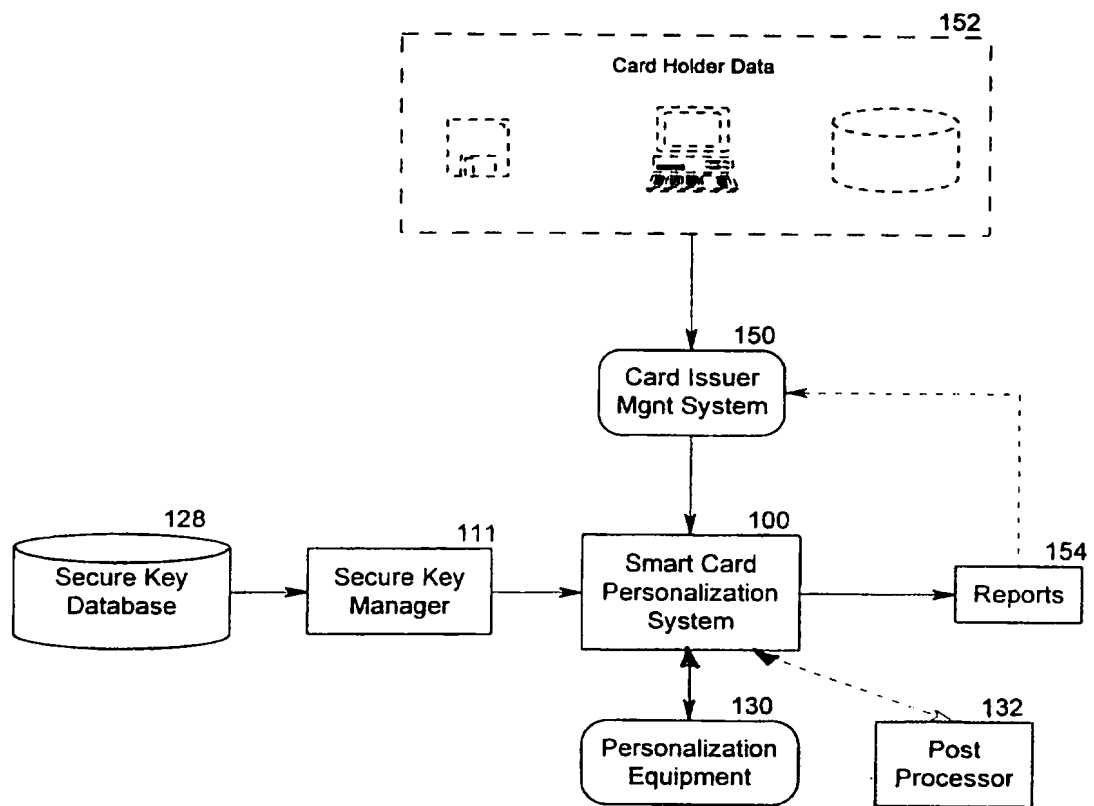 152
Card Holder Data
150
Card Issuer
Mgnt System
128
Secure Key
Database
111
Secure Key
Manager
100
Smart Card
Personalization
System
154
Reports
130
Personalization
Equipment
132
Post
Processor